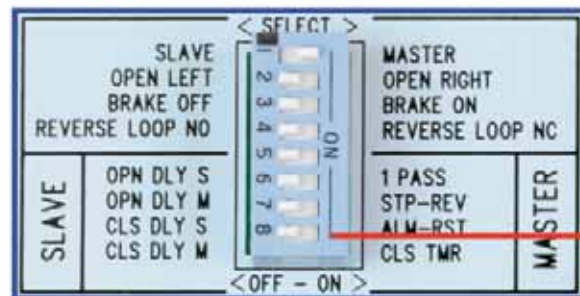 < SELECT >
SLAVE 1 MASTER
OPEN LEFT 2 OPEN RIGHT
BRAKE OFF 3 BRAKE ON
REVERSE LOOP NO 4 REVERSE LOOP NC
5
ON
SLAVE
OPN DLY S 6 1 PASS
OPN DLY M 7 STP-REV
CLS DLY S 8 ALM-RST
CLS DLY M CLS TMR
MASTER
<OFF - ON >